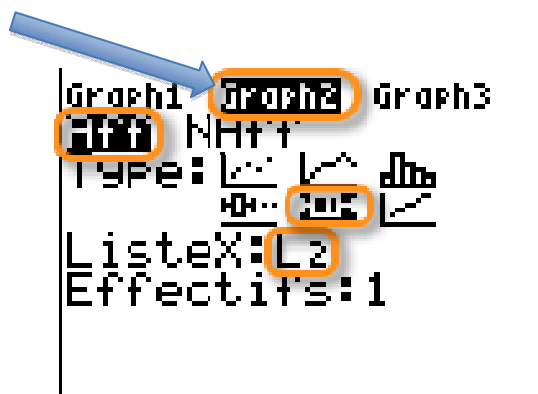 Graph1 Graph2 Graph3
Aff NAff
Type:
ListeX:L2
Effectifs:1